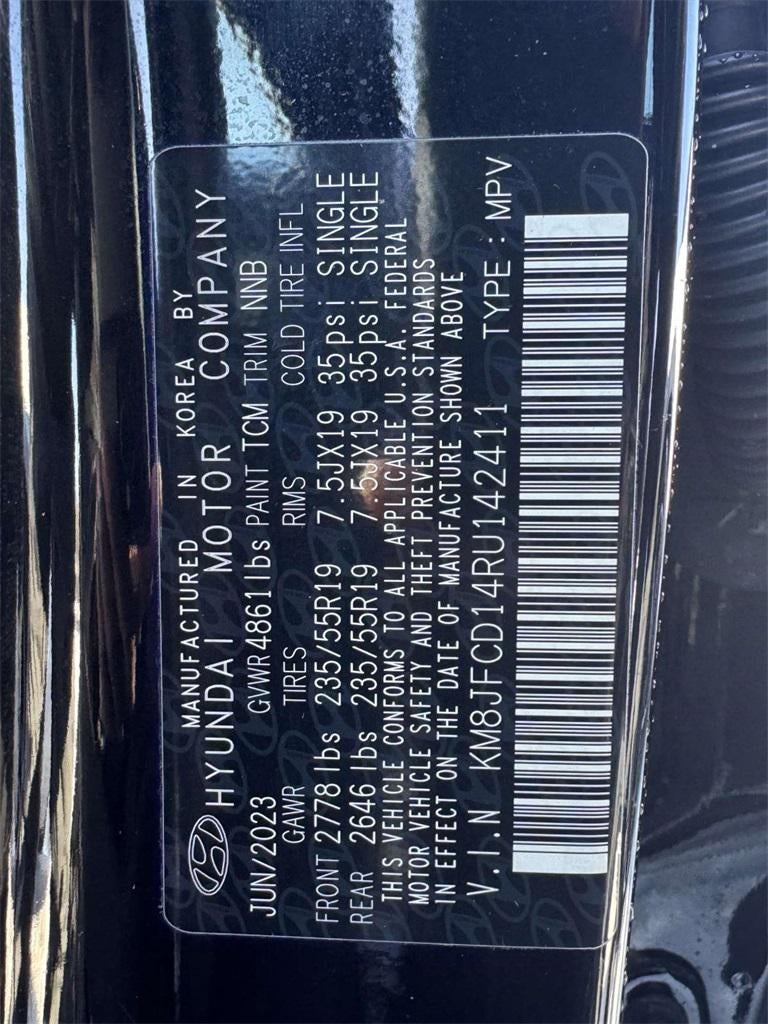 MANUFACTURED IN KOREA BY
HYUNDAI MOTOR COMPANY
JUN/2023 GVWR 4861lbs PAINT TCM TRIM NNB
GAWR TIRES RIMS COLD TIRE INFL
FRONT 2778lbs 235/55R19 7.5JX19 35psi SINGLE
REAR 2646lbs 235/55R19 7.5JX19 35psi SINGLE
THIS VEHICLE CONFORMS TO ALL APPLICABLE U.S.A. FEDERAL
MOTOR VEHICLE SAFETY AND THEFT PREVENTION STANDARDS
IN EFFECT ON THE DATE OF MANUFACTURE SHOWN ABOVE
V.I.N KM8JFCD14RU142411 TYPE : MPV